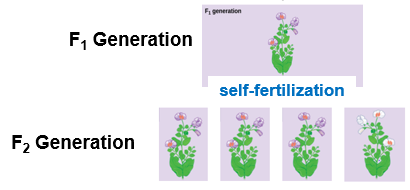 F₁ generation
F₁ Generation
self-fertilization
F₂ Generation